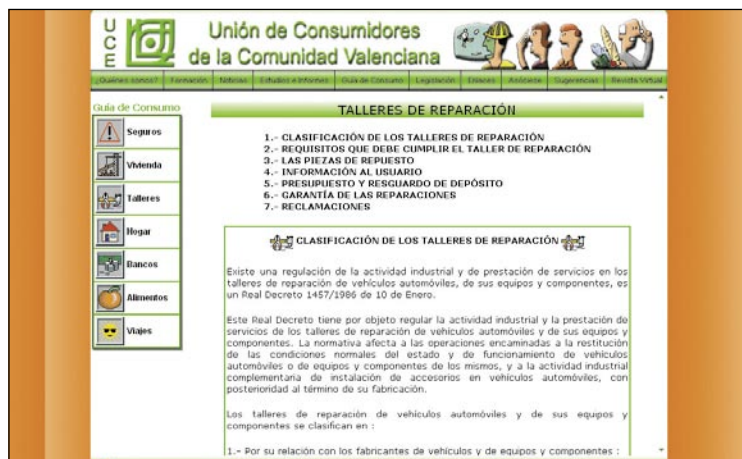 UCE
Unión de Consumidores
de la Comunidad Valenciana
¿Quiénes somos? Formación Noticias Estudios e Informes Guía de Consumo Legislación Enlaces Asóciese Sugerencias Revista Virtual
Guía de Consumo
Seguros
Vivienda
Talleres
Hogar
Bancos
Alimentos
Viajes
TALLERES DE REPARACIÓN
1.- CLASIFICACIÓN DE LOS TALLERES DE REPARACIÓN
2.- REQUISITOS QUE DEBE CUMPLIR EL TALLER DE REPARACIÓN
3.- LAS PIEZAS DE REPUESTO
4.- INFORMACIÓN AL USUARIO
5.- PRESUPUESTO Y RESGUARDO DE DEPÓSITO
6.- GARANTÍA DE LAS REPARACIONES
7.- RECLAMACIONES
CLASIFICACIÓN DE LOS TALLERES DE REPARACIÓN
Existe una regulación de la actividad industrial y de prestación de servicios en los
talleres de reparación de vehículos automóviles, de sus equipos y componentes, es
un Real Decreto 1457/1986 de 10 de Enero.
Este Real Decreto tiene por objeto regular la actividad industrial y la prestación de
servicios de los talleres de reparación de vehículos automóviles y de sus equipos y
componentes. La normativa afecta a las operaciones encaminadas a la restitución
de las condiciones normales del estado y de funcionamiento de vehículos
automóviles o de equipos y componentes de los mismos, y a la actividad industrial
complementaria de instalación de accesorios en vehículos automóviles, con
posterioridad al término de su fabricación.
Los talleres de reparación de vehículos automóviles y de sus equipos y
componentes se clasifican en :
1.- Por su relación con los fabricantes de vehículos y de equipos y componentes :